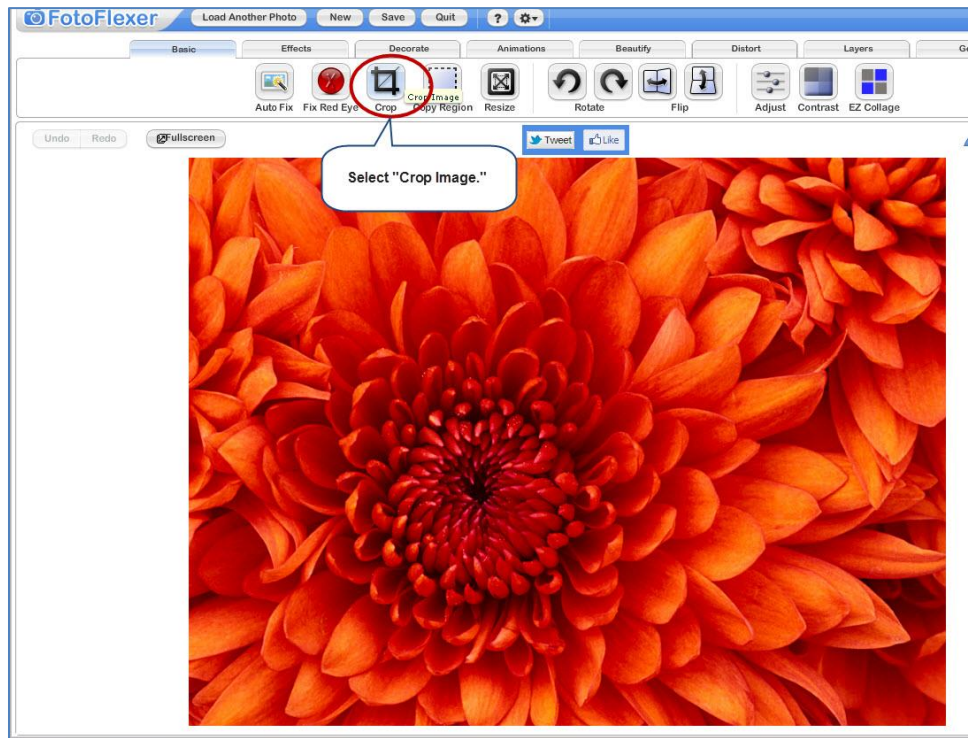 FotoFlexer Load Another Photo New Save Quit ?
Basic Effects Decorate Animations Beautify Distort Layers
Crop Image
Auto Fix Fix Red Eye Crop Copy Region Resize Rotate Flip Adjust Contrast EZ Collage
Undo Redo Fullscreen Tweet Like
Select "Crop Image."